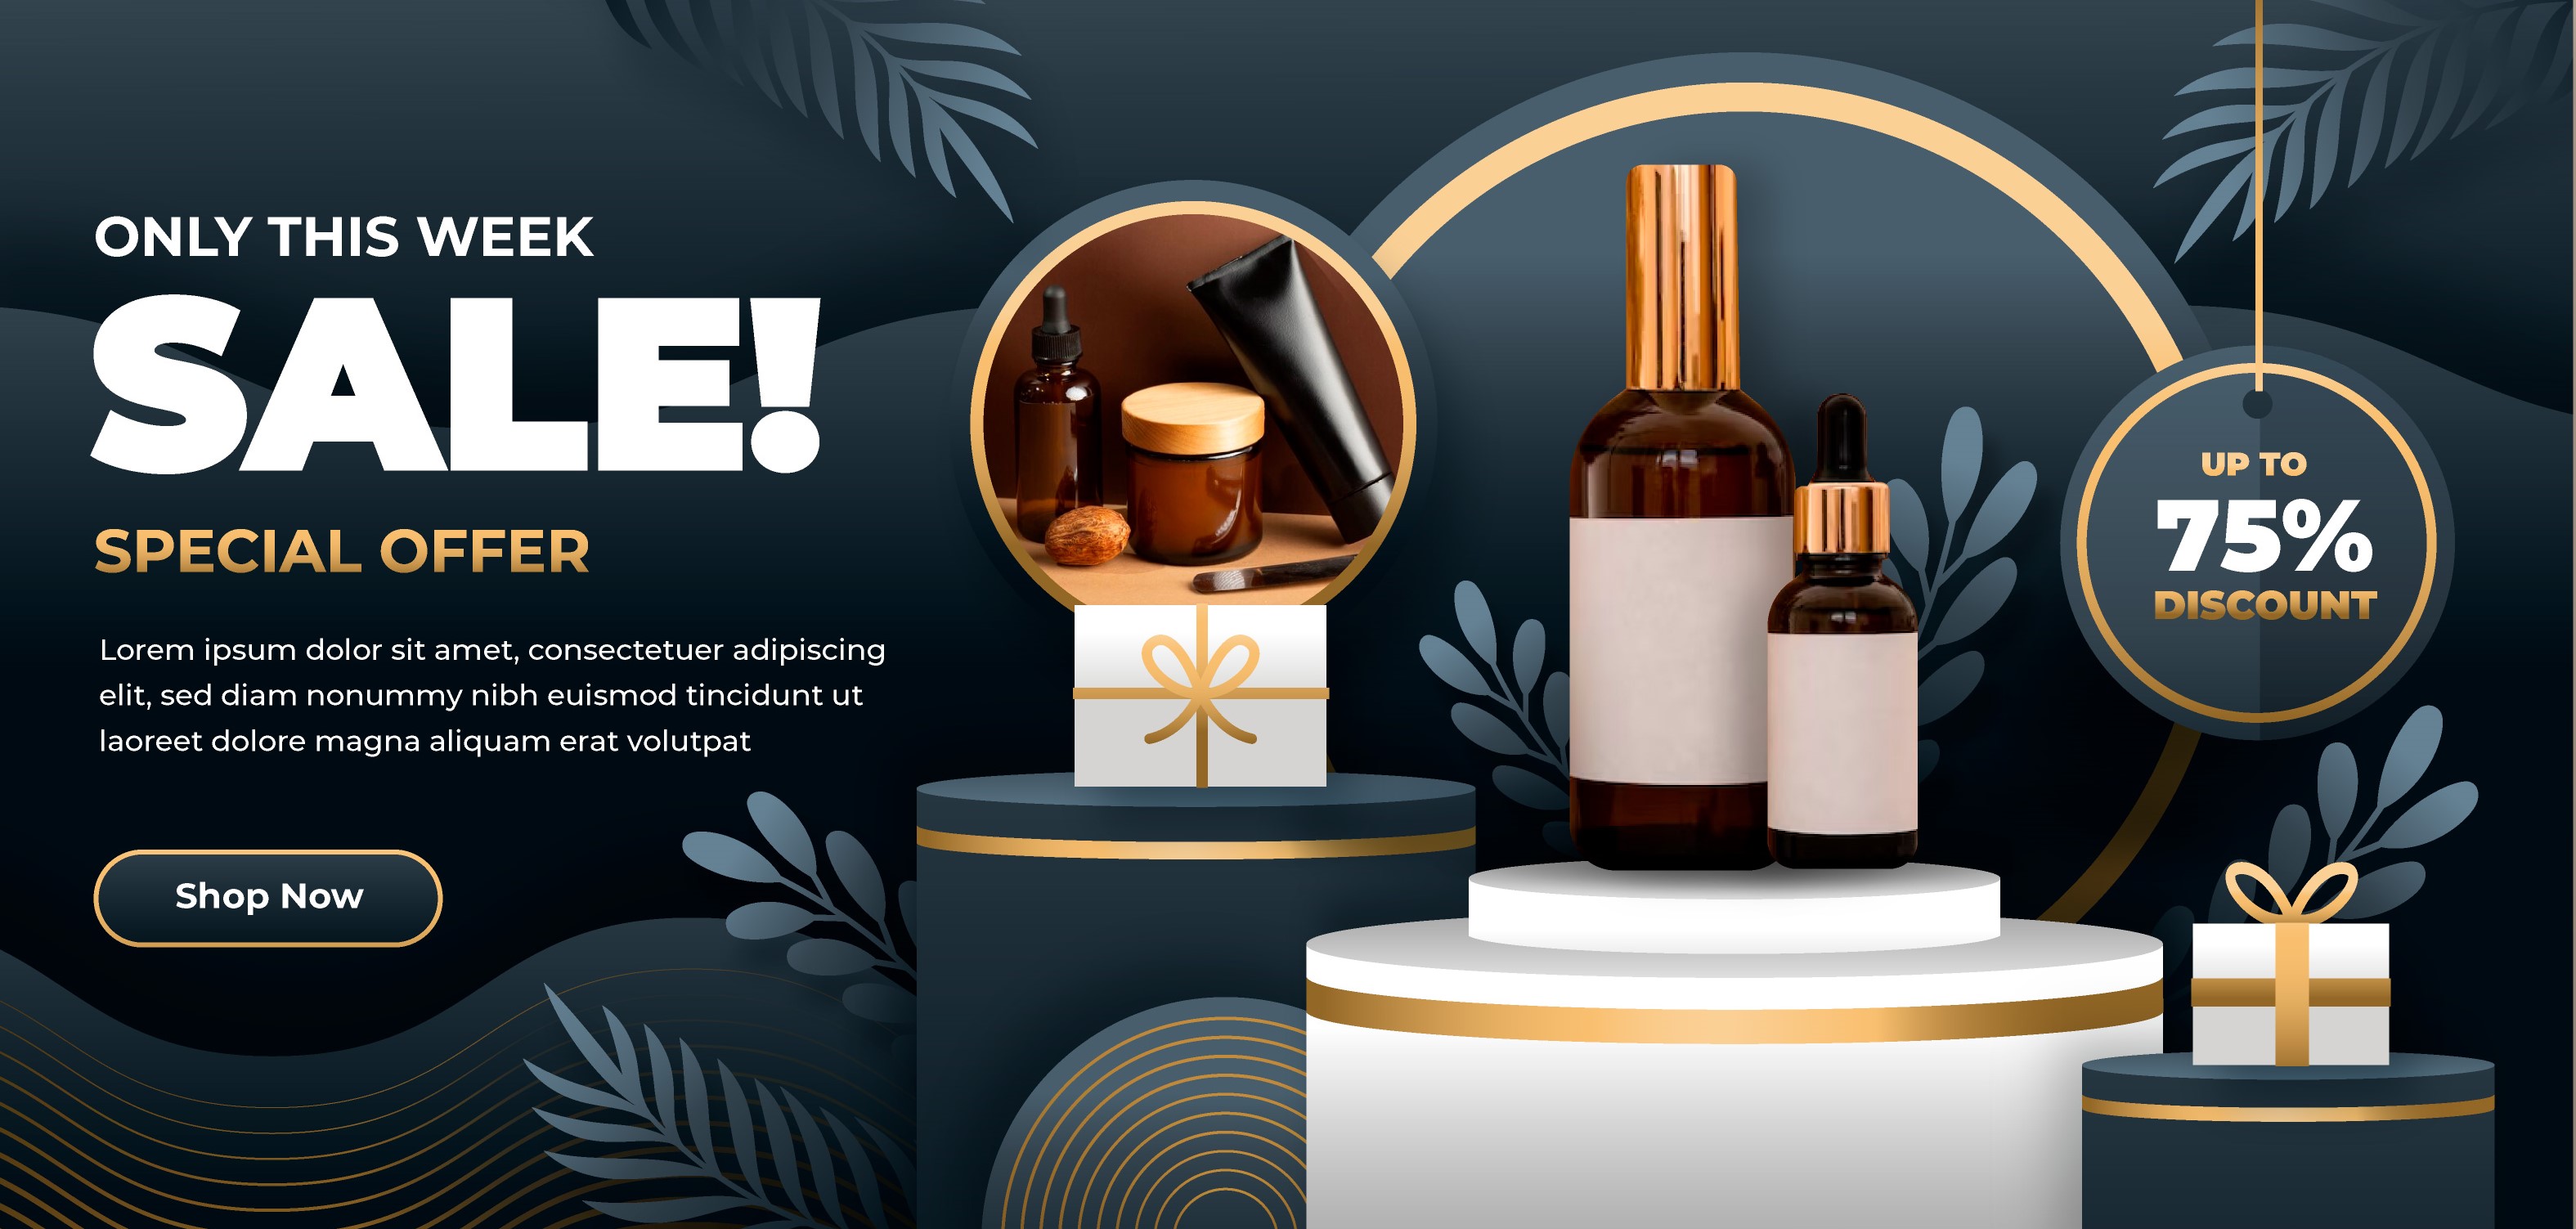 ONLY THIS WEEK
SALE!
SPECIAL OFFER
Lorem ipsum dolor sit amet, consectetuer adipiscing
elit, sed diam nonummy nibh euismod tincidunt ut
laoreet dolore magna aliquam erat volutpat
Shop Now
UP TO
75%
DISCOUNT